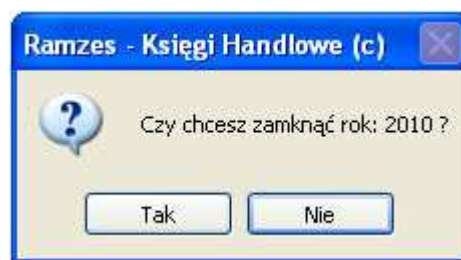 Ramzes - Księgi Handlowe (c)
Czy chcesz zamknąć rok: 2010 ?
Tak
Nie